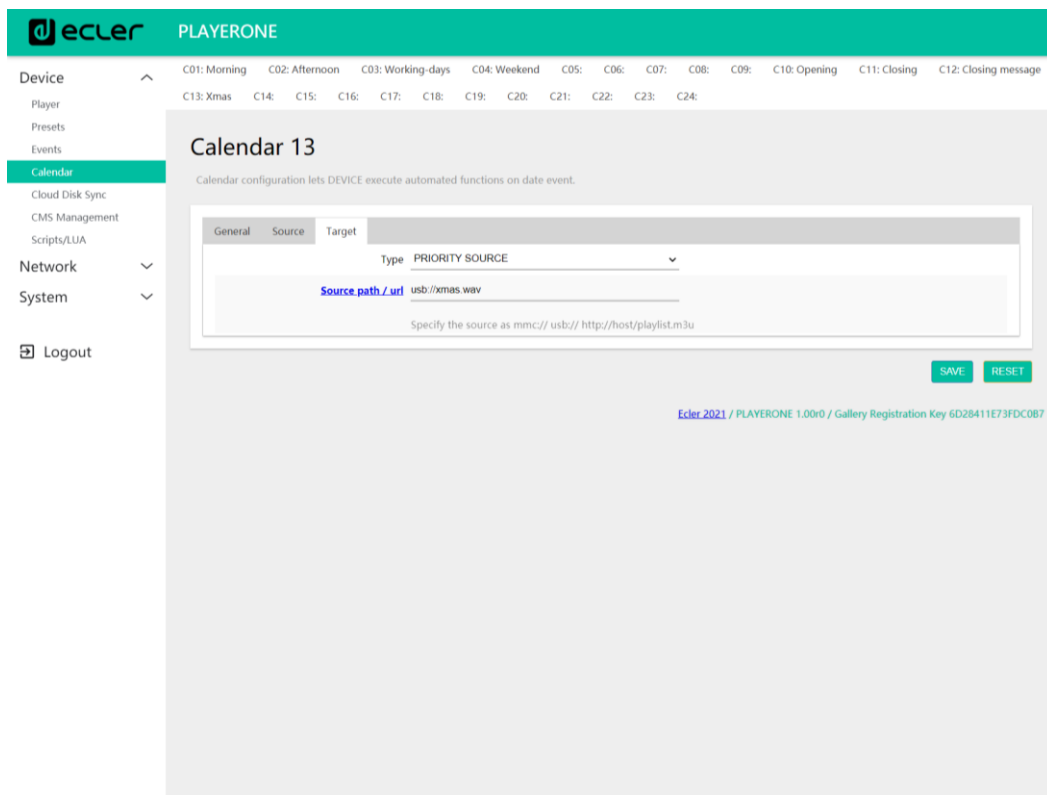 ecler
PLAYERONE
Device
Player
Presets
Events
Calendar
Cloud Disk Sync
CMS Management
Scripts/LUA
Network
System
Logout
C01: Morning C02: Afternoon C03: Working-days C04: Weekend C05: C06: C07: C08: C09: C10: Opening C11: Closing C12: Closing message
C13: Xmas C14: C15: C16: C17: C18: C19: C20: C21: C22: C23: C24:
Calendar 13
Calendar configuration lets DEVICE execute automated functions on date event.
General Source Target
Type PRIORITY SOURCE
Source path / url usb://xmas.wav
Specify the source as mmc:// usb:// http://host/playlist.m3u
SAVE RESET
Ecler 2021 / PLAYERONE 1.00r0 / Gallery Registration Key 6D28411E73FDC0B7